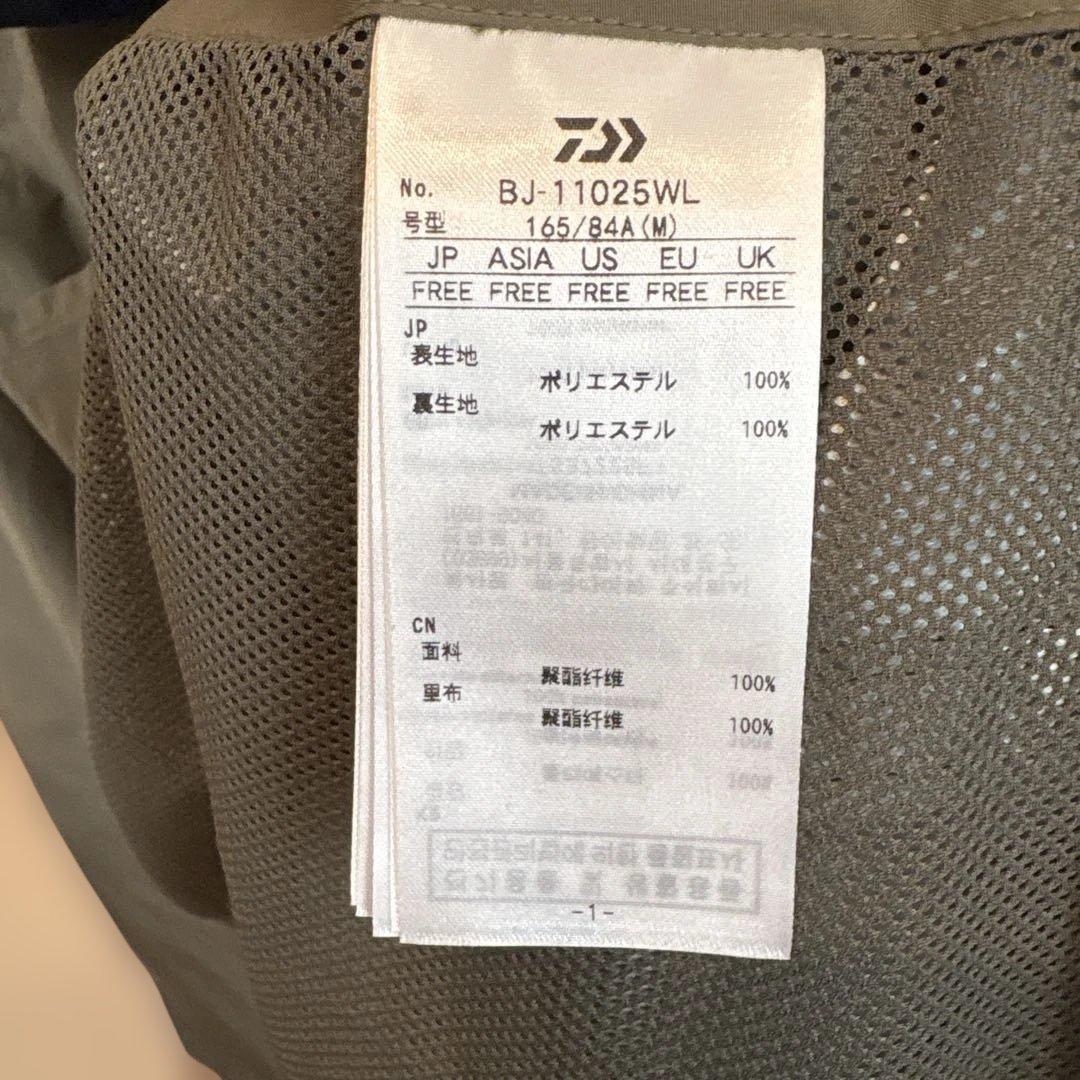 No. BJ-11025WL
号型 165/84A(M)
JP ASIA US EU UK
FREE FREE FREE FREE FREE
JP
表生地
ポリエステル 100%
裏生地
ポリエステル 100%
CN
面料
聚酯纤维 100%
里布
聚酯纤维 100%
-1-